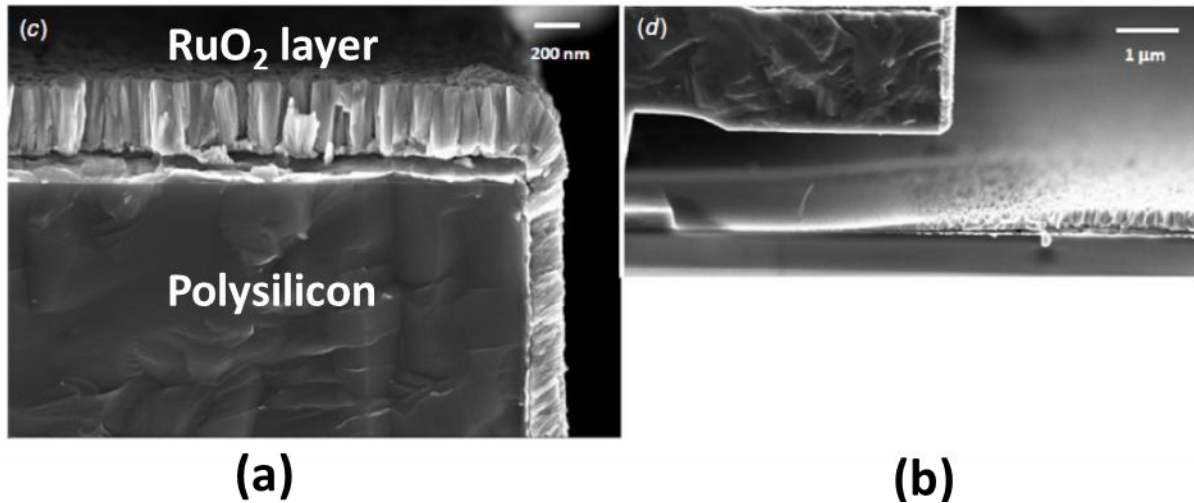 (c)
RuO₂ layer
200 nm
Polysilicon
(d)
1 μm
(a)
(b)